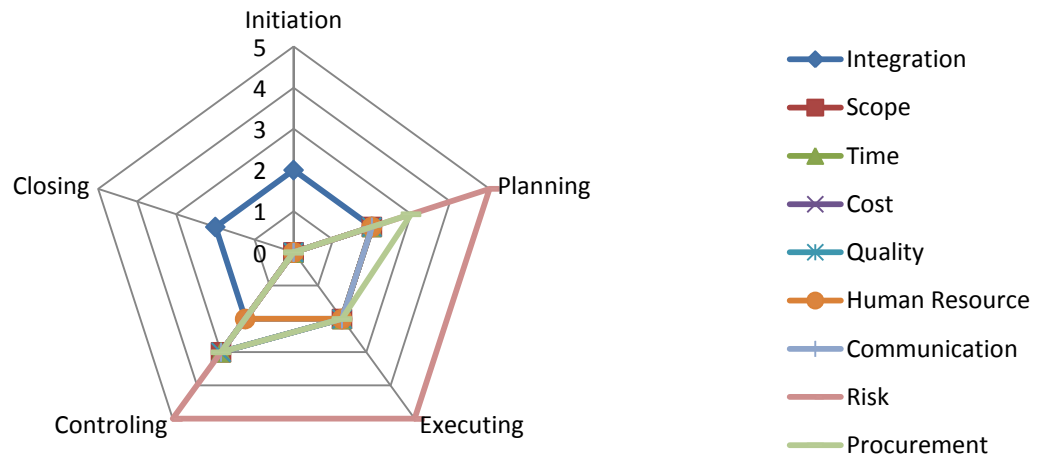 Initiation
5
4
3
2
1
0
Closing
Planning
Controling
Executing
Integration
Scope
Time
Cost
Quality
Human Resource
Communication
Risk
Procurement